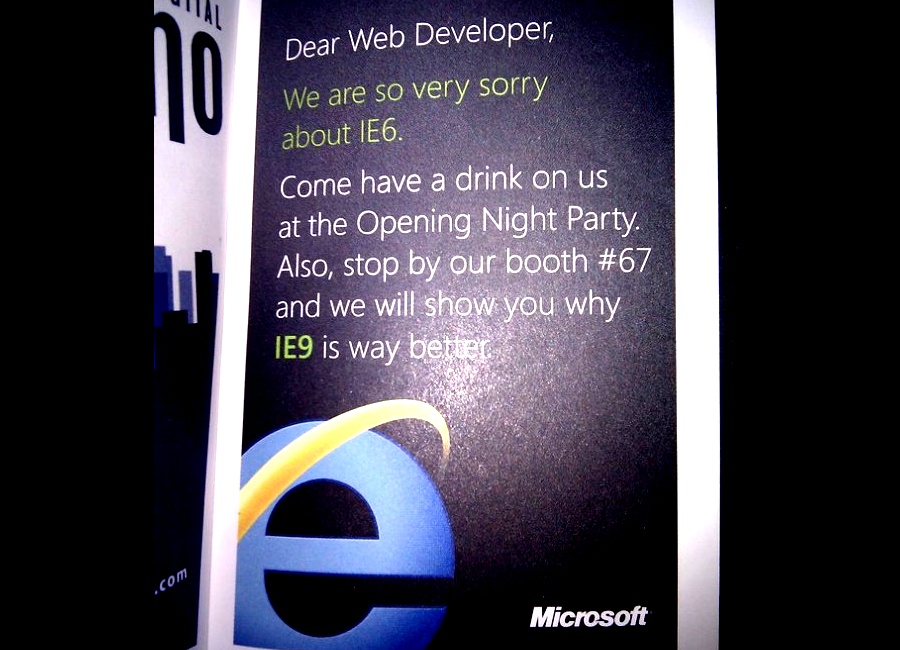 Dear Web Developer,
We are so very sorry
about IE6.
Come have a drink on us
at the Opening Night Party.
Also, stop by our booth #67
and we will show you why
IE9 is way better.
Microsoft
.com